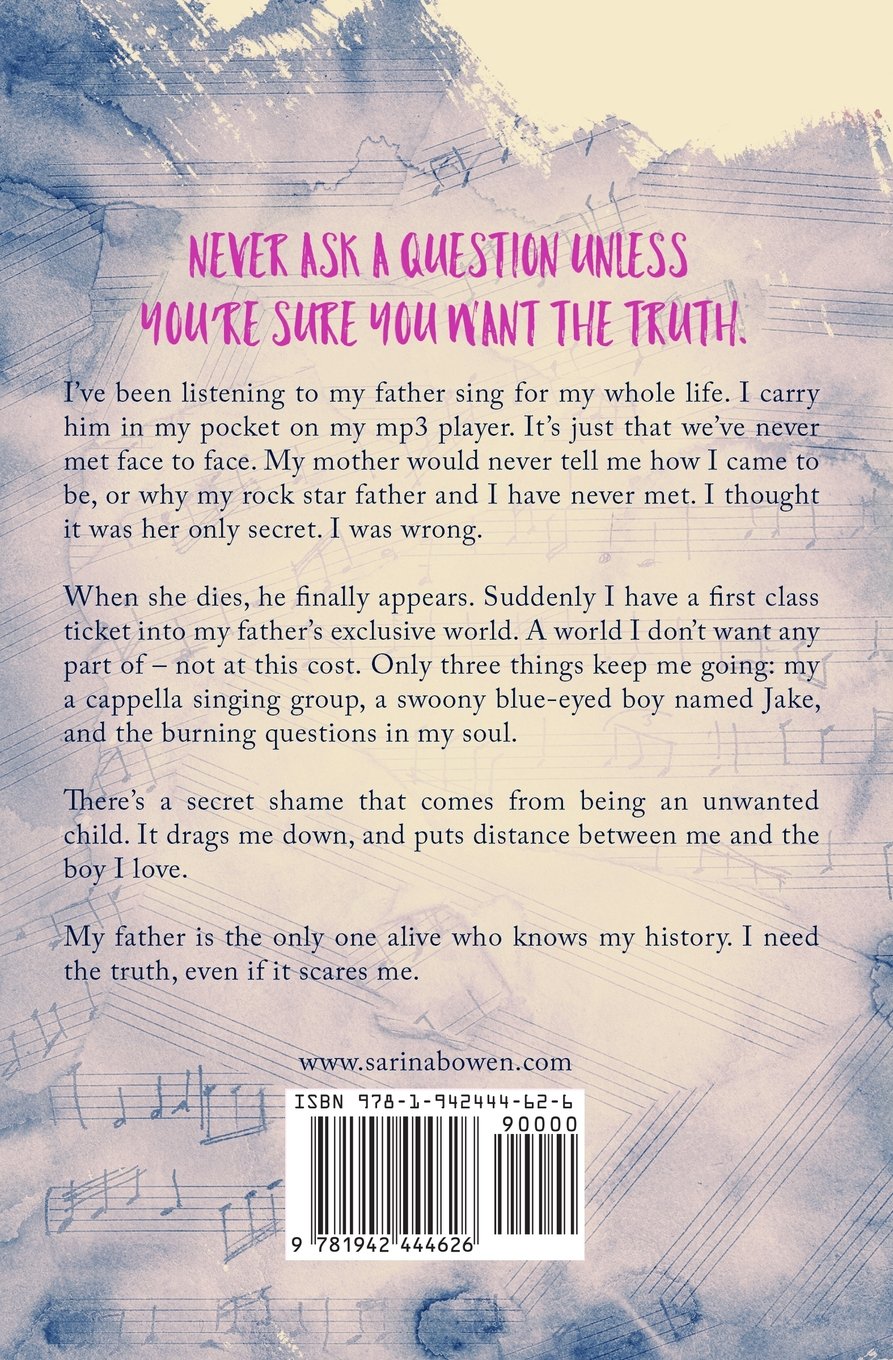 NEVER ASK A QUESTION UNLESS
YOU'RE SURE YOU WANT THE TRUTH.
I've been listening to my father sing for my whole life. I carry
him in my pocket on my mp3 player. It's just that we've never
met face to face. My mother would never tell me how I came to
be, or why my rock star father and I have never met. I thought
it was her only secret. I was wrong.
When she dies, he finally appears. Suddenly I have a first class
ticket into my father's exclusive world. A world I don't want any
part of – not at this cost. Only three things keep me going: my
a cappella singing group, a swoony blue-eyed boy named Jake,
and the burning questions in my soul.
There's a secret shame that comes from being an unwanted
child. It drags me down, and puts distance between me and the
boy I love.
My father is the only one alive who knows my history. I need
the truth, even if it scares me.
www.sarinabowen.com
ISBN 978-1-942444-62-6
90000
9 781942 444626